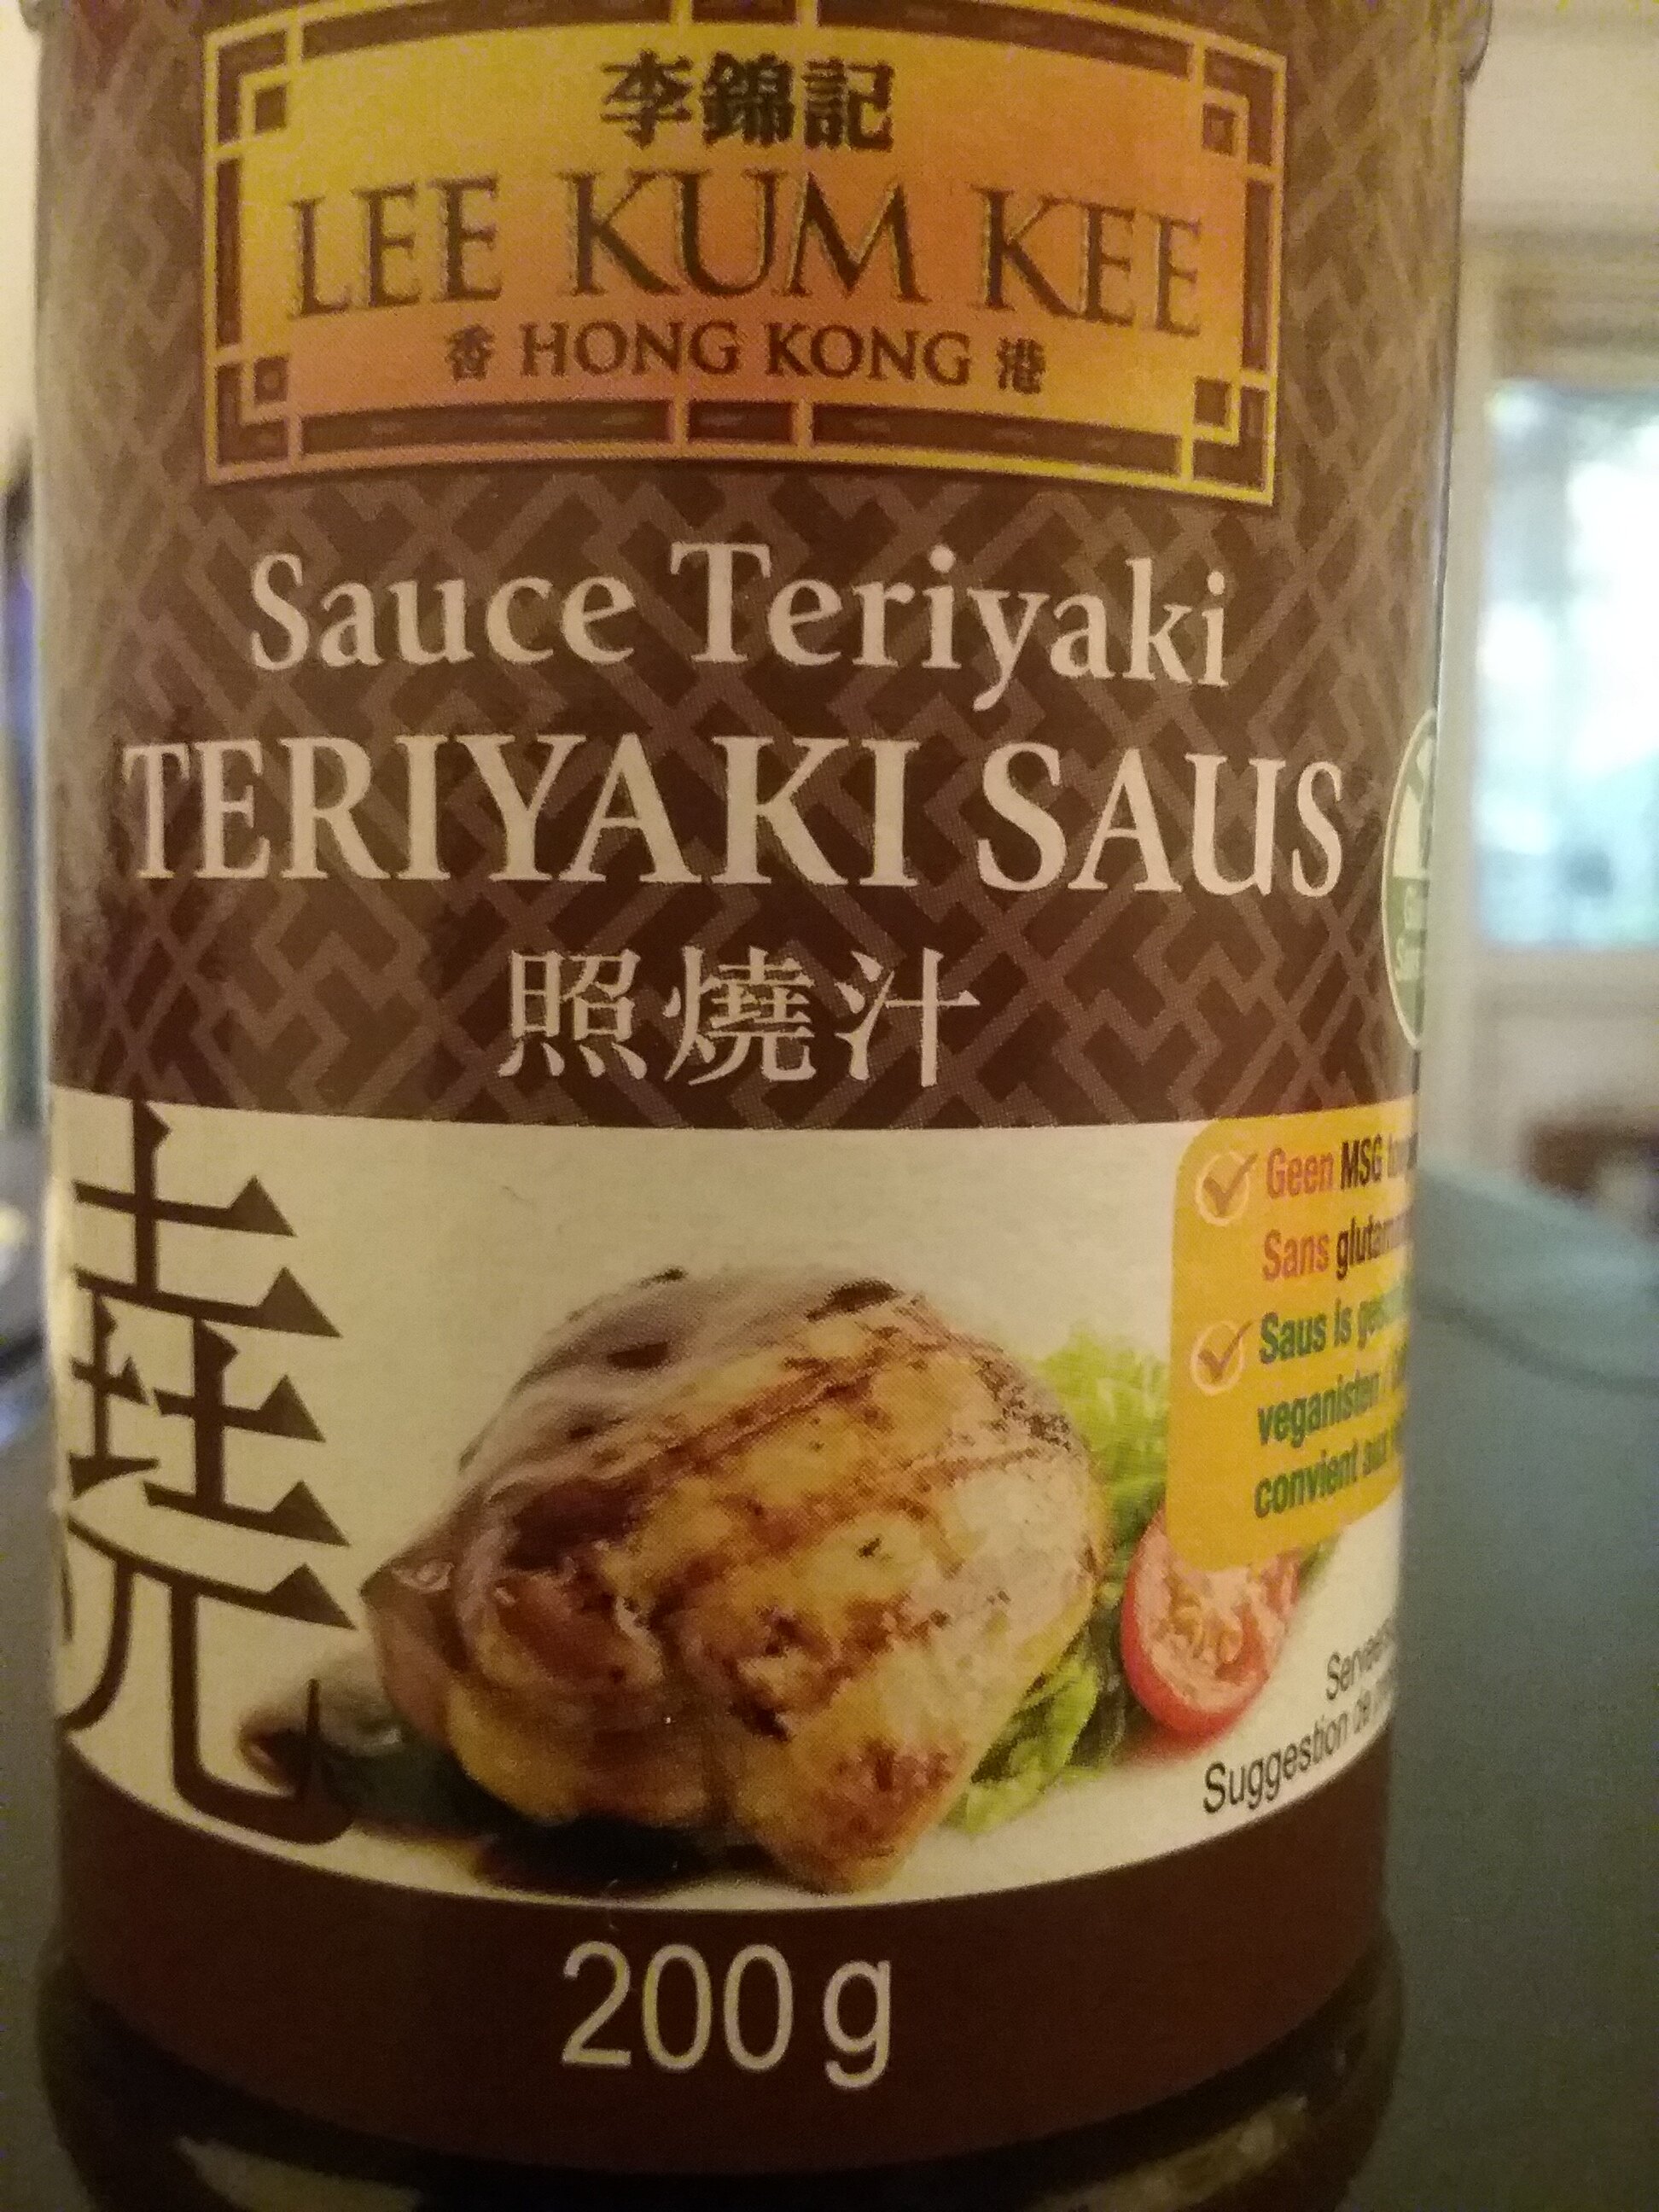 李錦記
LEE KUM KEE
香 HONG KONG 港
Sauce Teriyaki
TERIYAKI SAUS
照燒汁
Geen MSG
Sans
Saus is
convient aux
Suggestion de
200 g